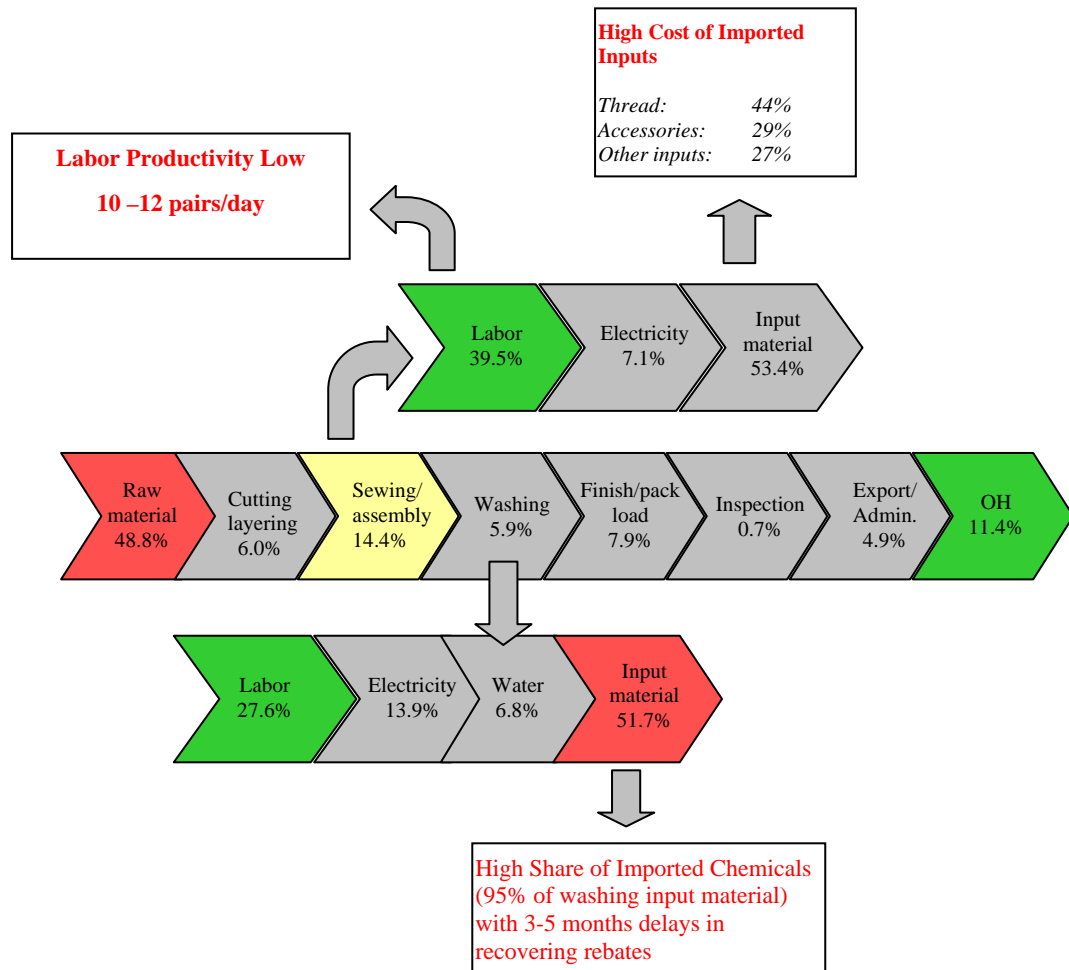 High Cost of Imported
Inputs
Thread: 44%
Accessories: 29%
Other inputs: 27%
Labor Productivity Low
10 –12 pairs/day
Labor
39.5%
Electricity
7.1%
Input
material
53.4%
Raw
material
48.8%
Cutting
layering
6.0%
Sewing/
assembly
14.4%
Washing
5.9%
Finish/pack
load
7.9%
Inspection
0.7%
Export/
Admin.
4.9%
OH
11.4%
Labor
27.6%
Electricity
13.9%
Water
6.8%
Input
material
51.7%
High Share of Imported Chemicals
(95% of washing input material)
with 3-5 months delays in
recovering rebates